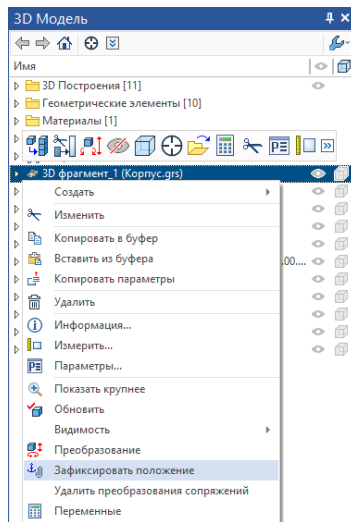 3D Модель
Имя
3D Построения [11]
Геометрические элементы [10]
Материалы [1]
3D фрагмент_1 (Корпус.grs)
Создать
Изменить
Копировать в буфер
Вставить из буфера
.00....
Копировать параметры
Удалить
Информация...
Измерить...
Параметры...
Показать крупнее
Обновить
Видимость
Преобразование
Зафиксировать положение
Удалить преобразования сопряжений
Переменные